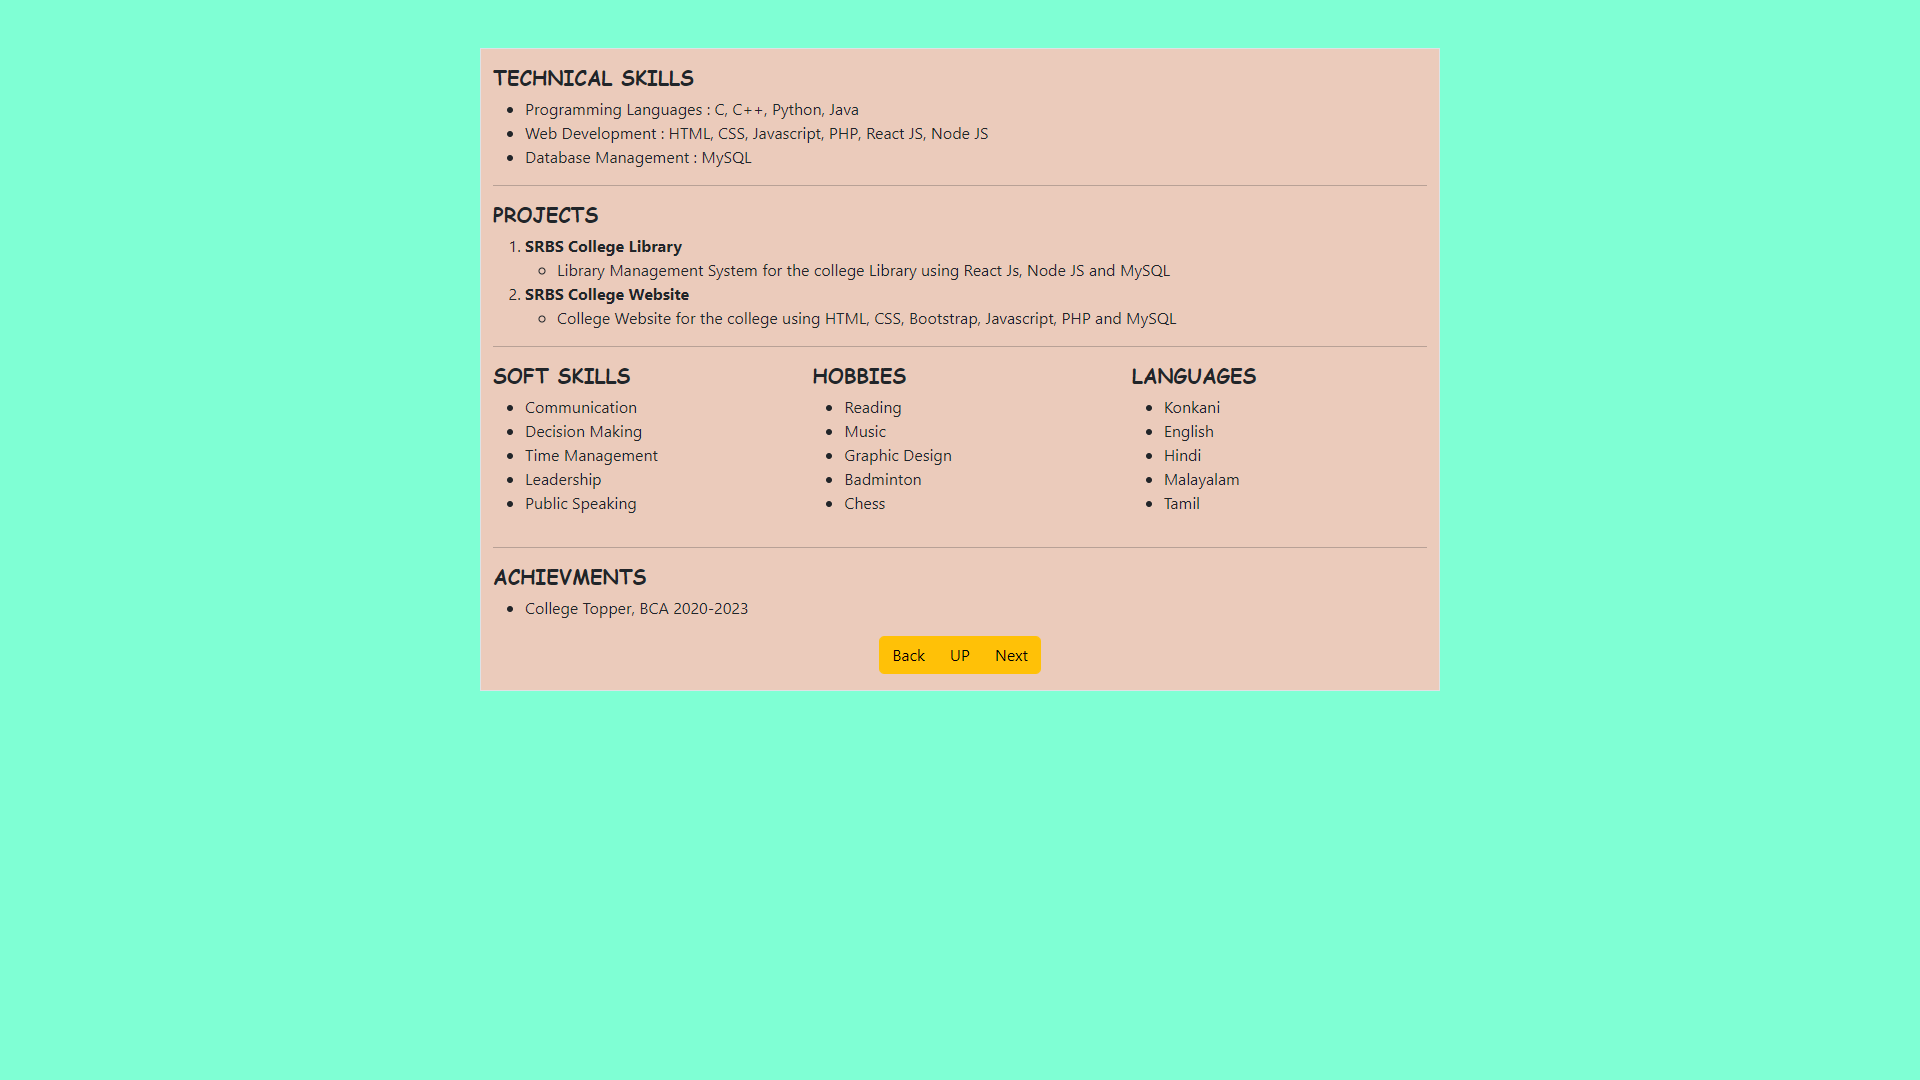 TECHNICAL SKILLS
Programming Languages : C, C++, Python, Java
Web Development : HTML, CSS, Javascript, PHP, React JS, Node JS
Database Management : MySQL
PROJECTS
1. SRBS College Library
Library Management System for the college Library using React Js, Node JS and MySQL
2. SRBS College Website
College Website for the college using HTML, CSS, Bootstrap, Javascript, PHP and MySQL
SOFT SKILLS
Communication
Decision Making
Time Management
Leadership
Public Speaking
HOBBIES
Reading
Music
Graphic Design
Badminton
Chess
LANGUAGES
Konkani
English
Hindi
Malayalam
Tamil
ACHIEVMENTS
College Topper, BCA 2020-2023
Back UP Next